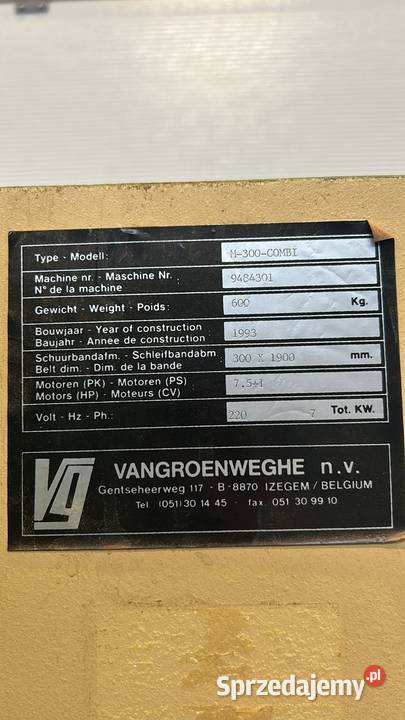 Type - Modell: M-300-COMBI
Machine nr. - Maschine Nr. 9484301
N° de la machine
Gewicht - Weight - Poids: 600 Kg.
Bouwjaar - Year of construction 1993
Baujahr - Année de construction
Schuurbandafm. - Schleifbandabm 300 X 1900 mm.
Belt dim. - Dim. de la bande
Motoren (PK) - Motoren (PS) 7.5+1
Motors (HP) - Moteurs (CV)
Volt - Hz - Ph.: 220 7 Tot. KW.
Vg VANGROENWEGHE n.v.
Gentseheerweg 117 - B-8870 IZEGEM / BELGIUM
Tel. (051) 30 14 45 - fax 051 30 99 10
Sprzedajemy.pl